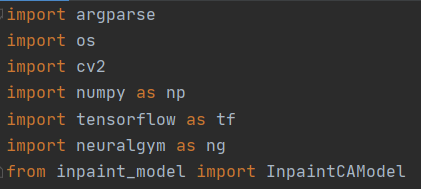 import argparse
import os
import cv2
import numpy as np
import tensorflow as tf
import neuralgym as ng
from inpaint_model import InpaintCAModel